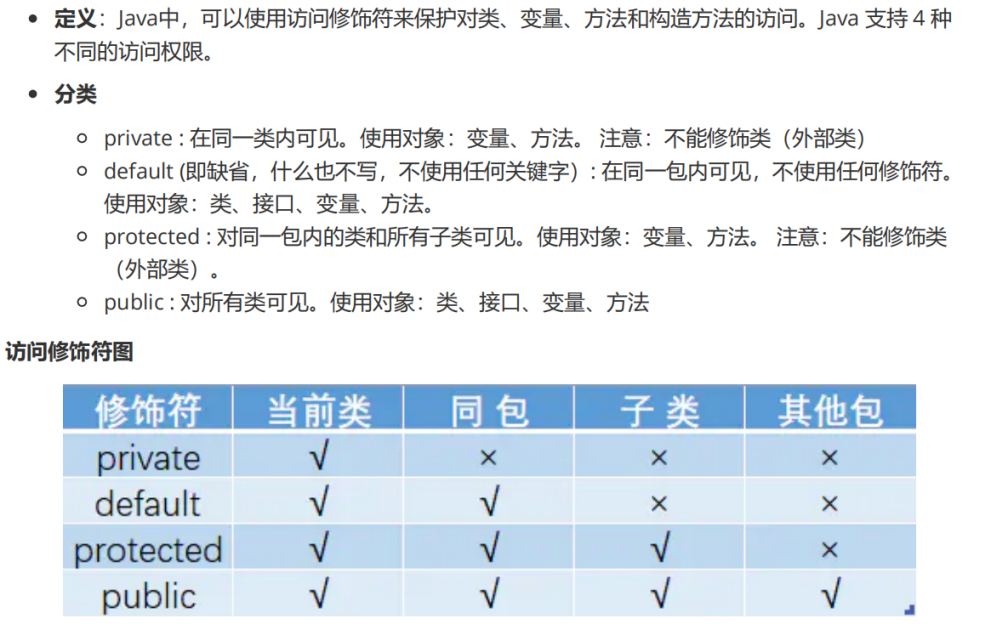 • 定义：Java中，可以使用访问修饰符来保护对类、变量、方法和构造方法的访问。Java 支持 4 种
不同的访问权限。
• 分类
○ private : 在同一类内可见。使用对象：变量、方法。 注意：不能修饰类（外部类）
○ default (即缺省，什么也不写，不使用任何关键字）: 在同一包内可见，不使用任何修饰符。
使用对象：类、接口、变量、方法。
○ protected : 对同一包内的类和所有子类可见。使用对象：变量、方法。 注意：不能修饰类
（外部类）。
○ public : 对所有类可见。使用对象：类、接口、变量、方法
访问修饰符图
修饰符 当前类 同 包 子 类 其他包
private √ × × ×
default √ √ × ×
protected √ √ √ ×
public √ √ √ √